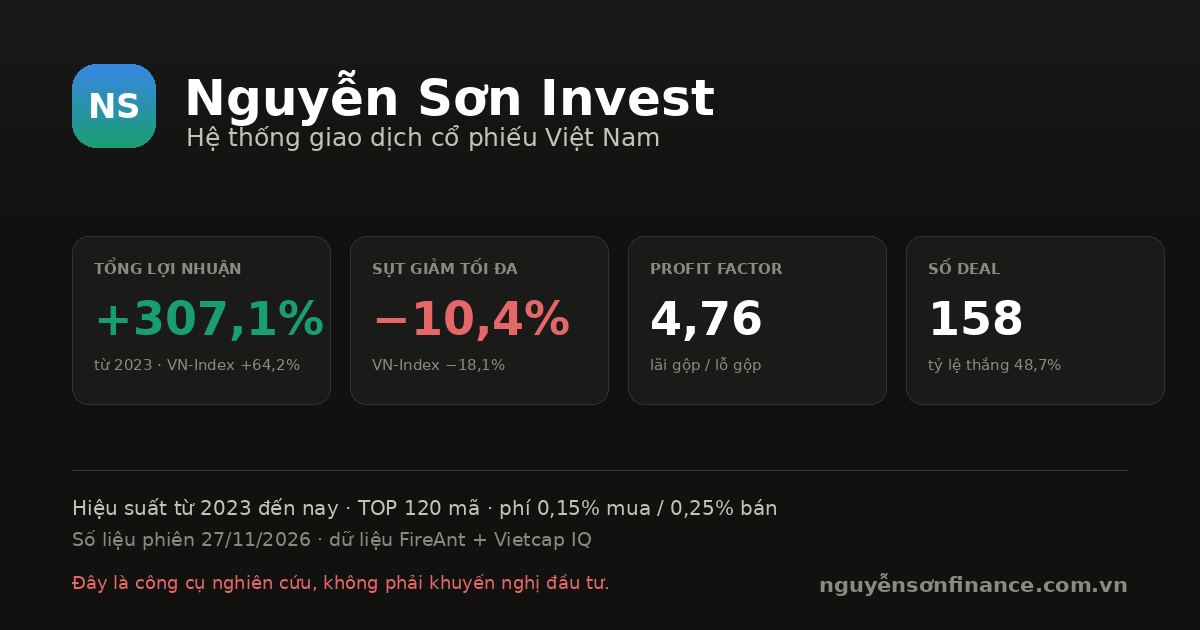 NS
Nguyễn Sơn Invest
Hệ thống giao dịch cổ phiếu Việt Nam
TỔNG LỢI NHUẬN
+307,1%
từ 2023 · VN-Index +64,2%
SỤT GIẢM TỐI ĐA
−10,4%
VN-Index −18,1%
PROFIT FACTOR
4,76
lãi gộp / lỗ gộp
SỐ DEAL
158
tỷ lệ thắng 48,7%
Hiệu suất từ 2023 đến nay · TOP 120 mã · phí 0,15% mua / 0,25% bán
Số liệu phiên 27/11/2026 · dữ liệu FireAnt + Vietcap IQ
Đây là công cụ nghiên cứu, không phải khuyến nghị đầu tư.
nguyễnsơnfinance.com.vn